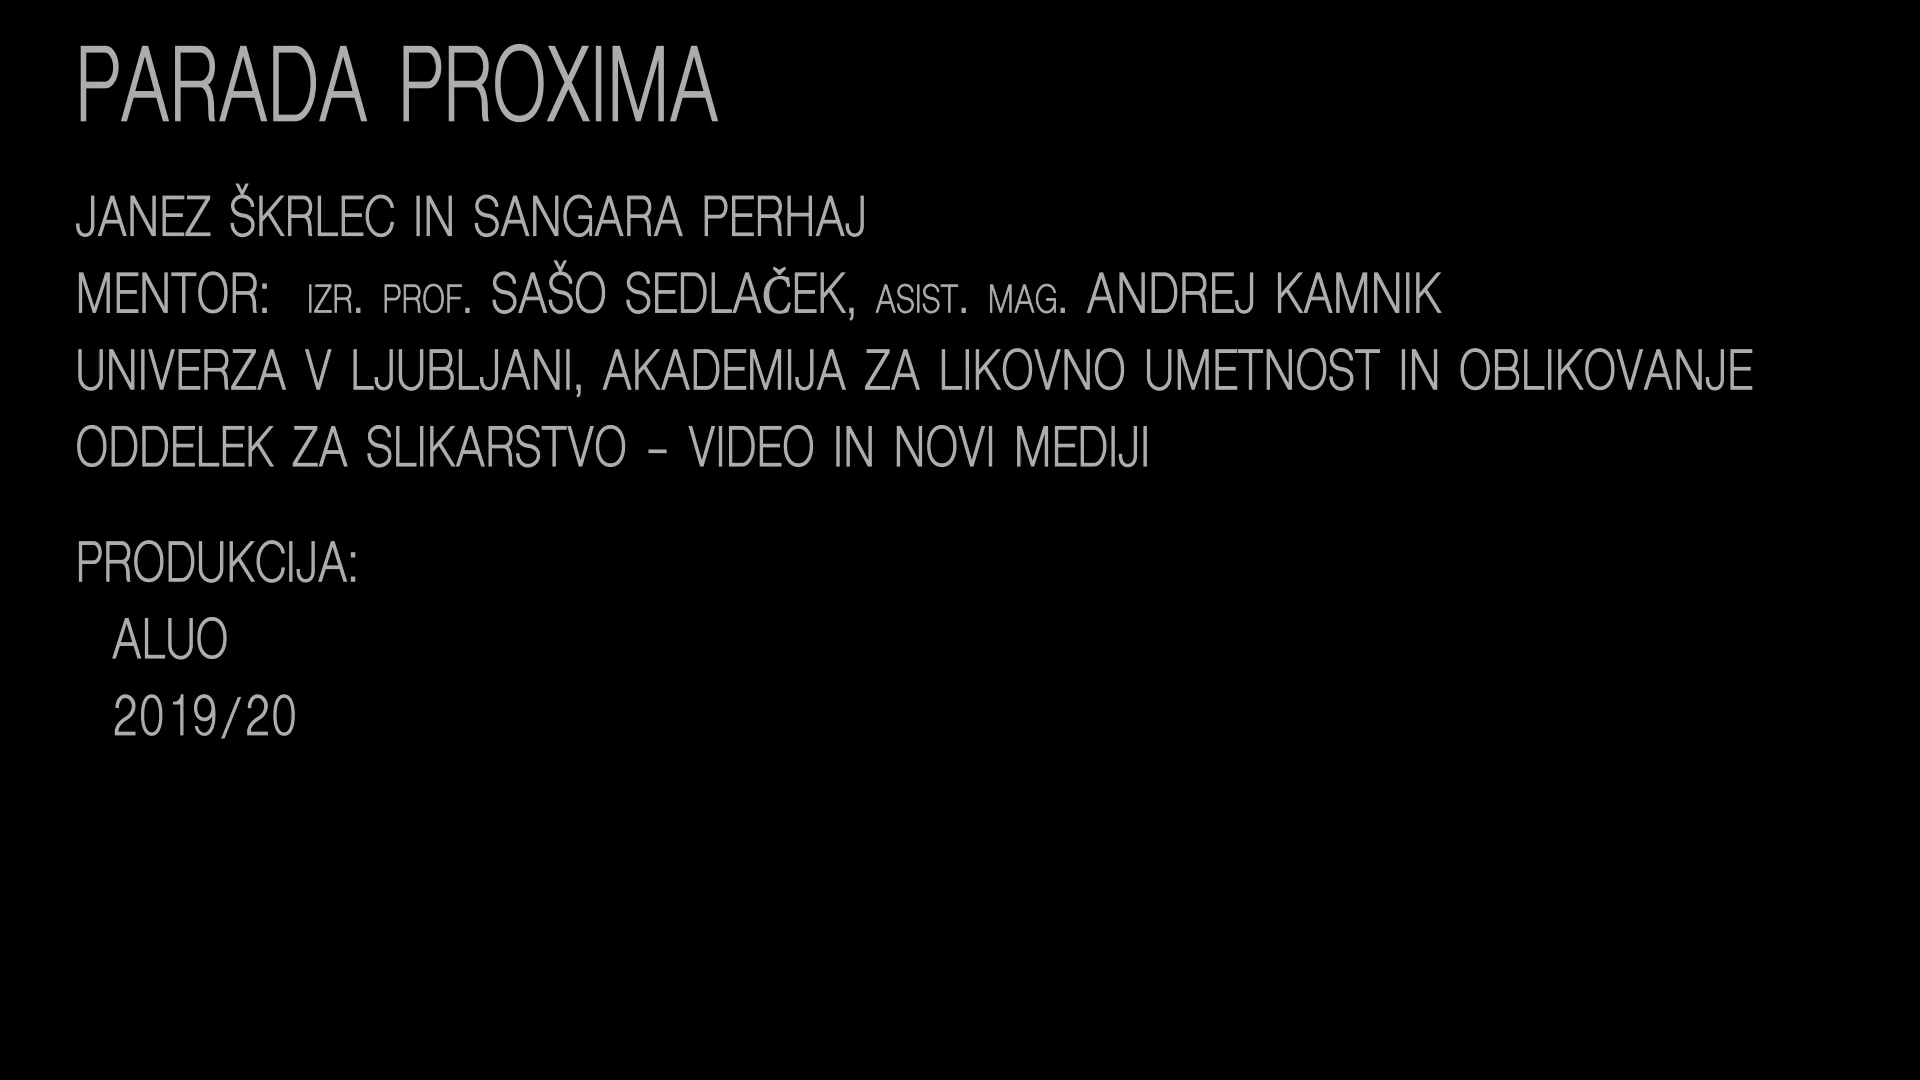 PARADA PROXIMA
JANEZ ŠKRLEC IN SANGARA PERHAJ
MENTOR: IZR. PROF. SAŠO SEDLAČEK, ASIST. MAG. ANDREJ KAMNIK
UNIVERZA V LJUBLJANI, AKADEMIJA ZA LIKOVNO UMETNOST IN OBLIKOVANJE
ODDELEK ZA SLIKARSTVO – VIDEO IN NOVI MEDIJI
PRODUKCIJA:
ALUO
2019/20